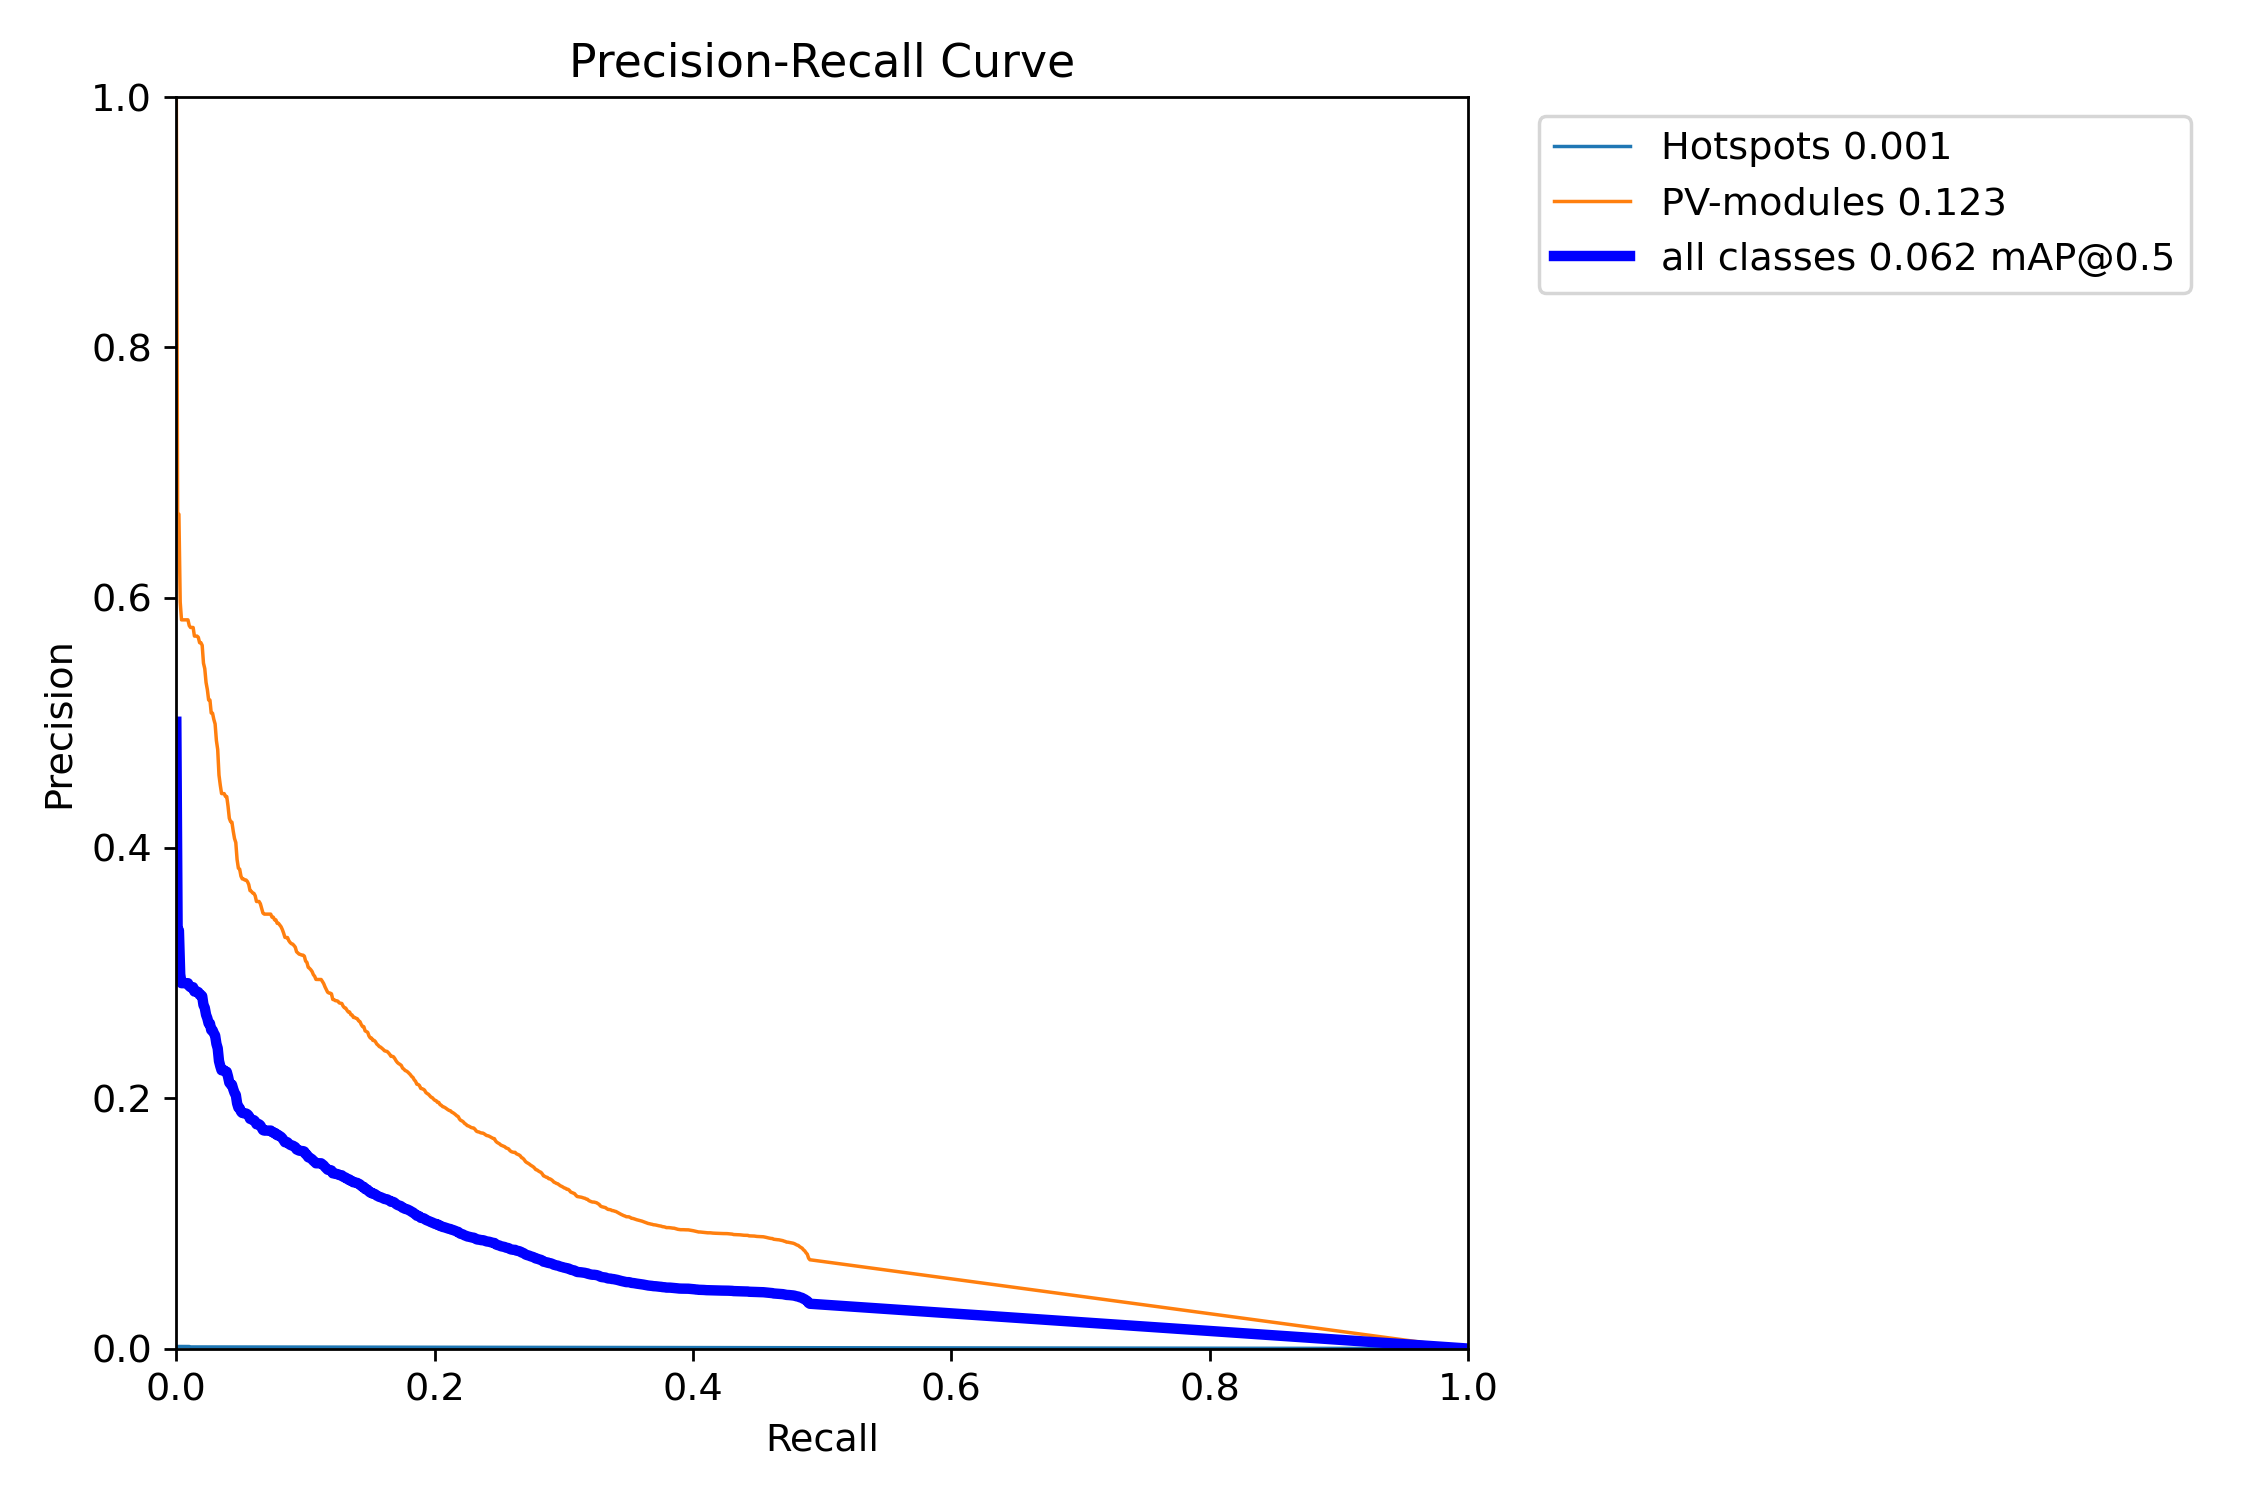 Precision-Recall Curve
Hotspots 0.001
PV-modules 0.123
all classes 0.062 mAP@0.5
1.0
0.8
0.6
0.4
0.2
0.0
Precision
0.0 0.2 0.4 0.6 0.8 1.0
Recall